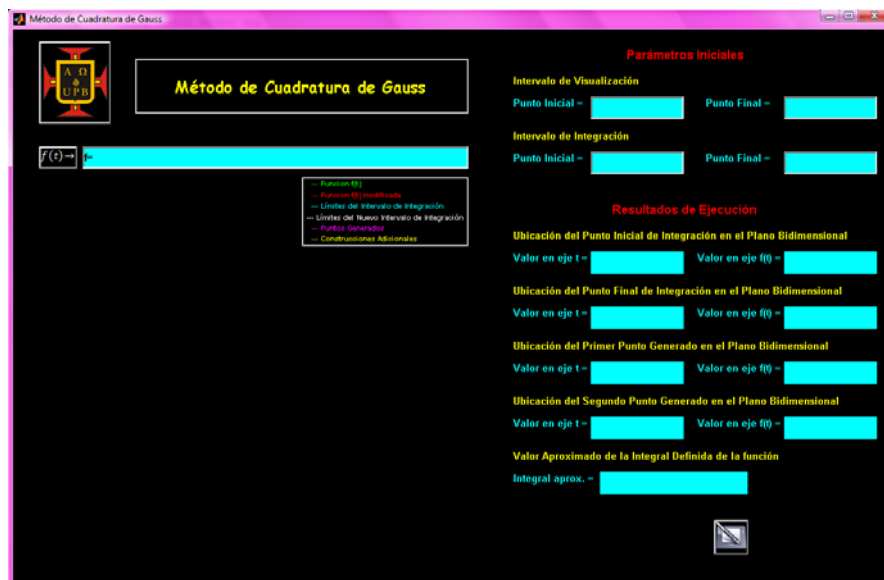 Método de Cuadratura de Gauss
Α Ω
UPB
Método de Cuadratura de Gauss
f(t)→
f=
--- Funcion f(t)
--- Funcion f(t) modificada
--- Límites del Intervalo de Integración
--- Límites del Nuevo Intervalo de Integración
--- Puntos Generados
--- Construcciones Adicionales
Parámetros Iniciales
Intervalo de Visualización
Punto Inicial = Punto Final =
Intervalo de Integración
Punto Inicial = Punto Final =
Resultados de Ejecución
Ubicación del Punto Inicial de Integración en el Plano Bidimensional
Valor en eje t = Valor en eje f(t) =
Ubicación del Punto Final de Integración en el Plano Bidimensional
Valor en eje t = Valor en eje f(t) =
Ubicación del Primer Punto Generado en el Plano Bidimensional
Valor en eje t = Valor en eje f(t) =
Ubicación del Segundo Punto Generado en el Plano Bidimensional
Valor en eje t = Valor en eje f(t) =
Valor Aproximado de la Integral Definida de la función
Integral aprox. =